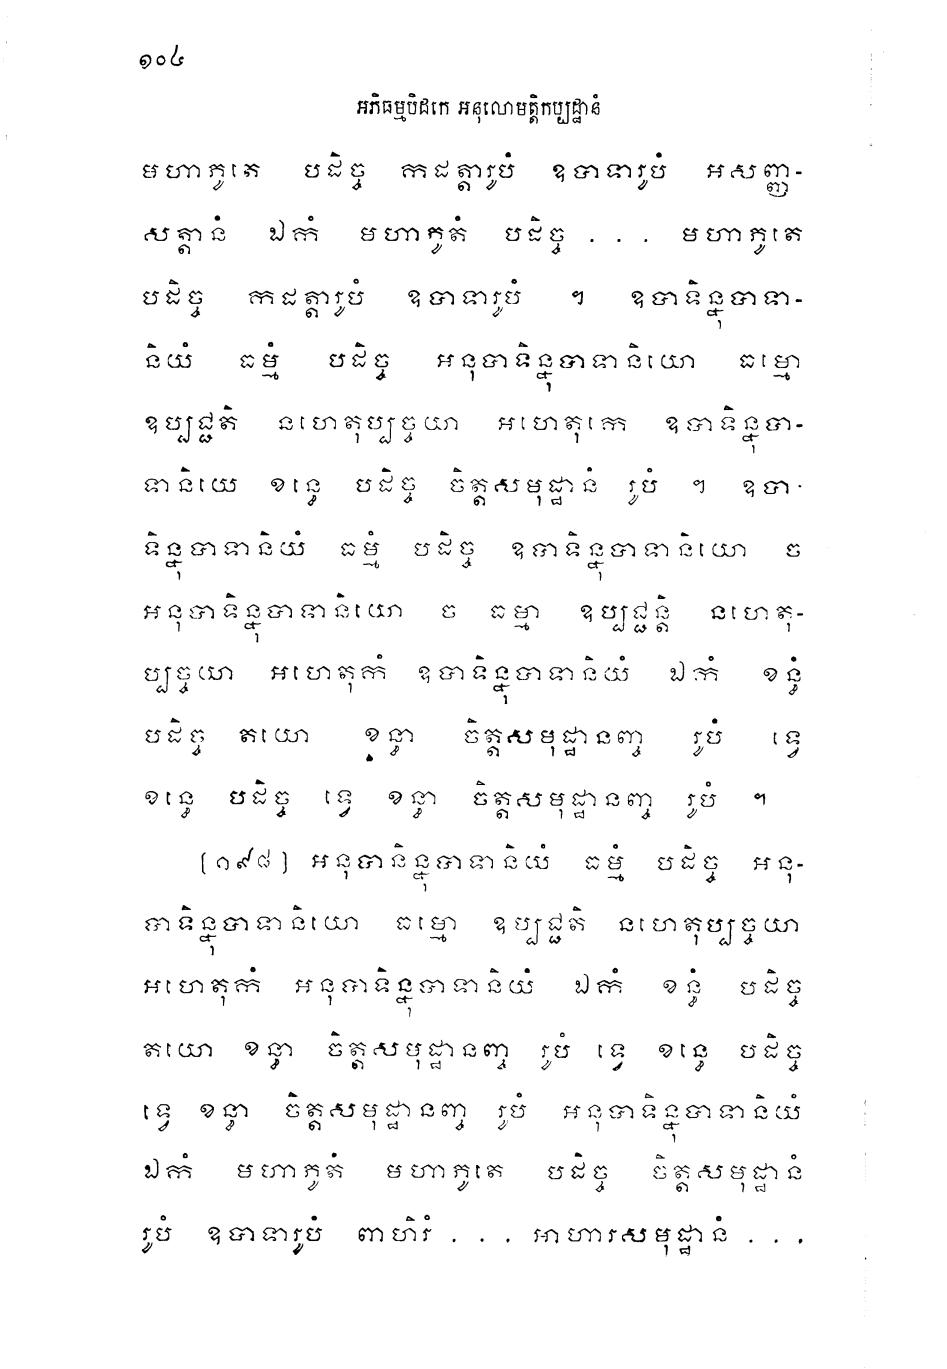 ១០៤
អភិធម្មបិដកេ អនុលោមត្តិកប្បដ្ឋានំ
មហាភូតេ បដិច្ច កដត្តារូបំ ឧបាទារូបំ អសញ្ញ-
សត្តានំ ឯកំ មហាភូតំ បដិច្ច . . . មហាភូតេ
បដិច្ច កដត្តារូបំ ឧបាទារូបំ ។ ឧបាទិន្នុបាទា-
និយំ ធម្មំ បដិច្ច អនុបាទិន្នុបាទានិយោ ធម្មោ
ឧប្បជ្ជតិ នហេតុប្បច្ចយា អហេតុកេ ឧបាទិន្នុបា-
ទានិយេ ខន្ធេ បដិច្ច ចិត្តសមុដ្ឋានំ រូបំ ។ ឧបា-
ទិន្នុបាទានិយំ ធម្មំ បដិច្ច ឧបាទិន្នុបាទានិយោ ច
អនុបាទិន្នុបាទានិយោ ច ធម្មា ឧប្បជ្ជន្តិ នហេតុ-
ប្បច្ចយា អហេតុកំ ឧបាទិន្នុបាទានិយំ ឯកំ ខន្ធំ
បដិច្ច តយោ ខន្ធា ចិត្តសមុដ្ឋានញ្ច រូបំ ទ្វេ
ខន្ធេ បដិច្ច ទ្វេ ខន្ធា ចិត្តសមុដ្ឋានញ្ច រូបំ ។
(១៩៨) អនុបាទិន្នុបាទានិយំ ធម្មំ បដិច្ច អនុ-
បាទិន្នុបាទានិយោ ធម្មោ ឧប្បជ្ជតិ នហេតុប្បច្ចយា
អហេតុកំ អនុបាទិន្នុបាទានិយំ ឯកំ ខន្ធំ បដិច្ច
តយោ ខន្ធា ចិត្តសមុដ្ឋានញ្ច រូបំ ទ្វេ ខន្ធេ បដិច្ច
ទ្វេ ខន្ធា ចិត្តសមុដ្ឋានញ្ច រូបំ អនុបាទិន្នុបាទានិយំ
ឯកំ មហាភូតំ មហាភូតេ បដិច្ច ចិត្តសមុដ្ឋានំ
រូបំ ឧបាទារូបំ ពាហិរំ . . . អាហារសមុដ្ឋានំ . . .